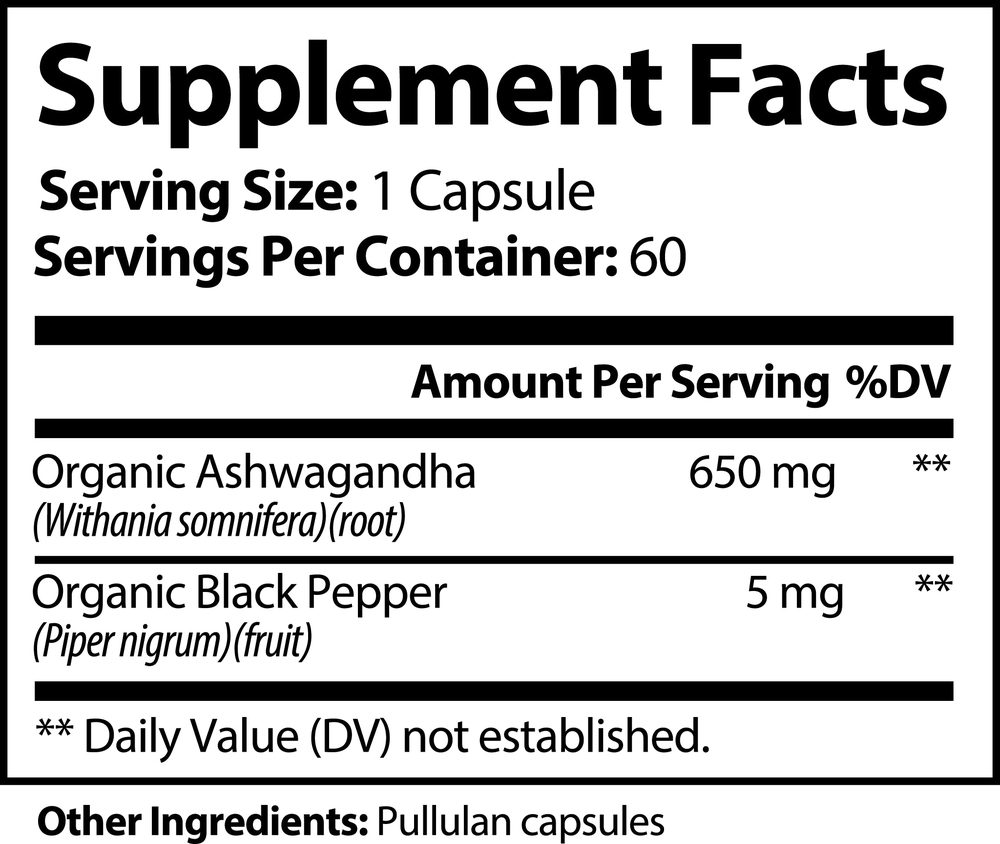 Supplement Facts
Serving Size: 1 Capsule
Servings Per Container: 60
Amount Per Serving %DV
Organic Ashwagandha 650 mg **
(Withania somnifera)(root)
Organic Black Pepper 5 mg **
(Piper nigrum)(fruit)
** Daily Value (DV) not established.
Other Ingredients: Pullulan capsules